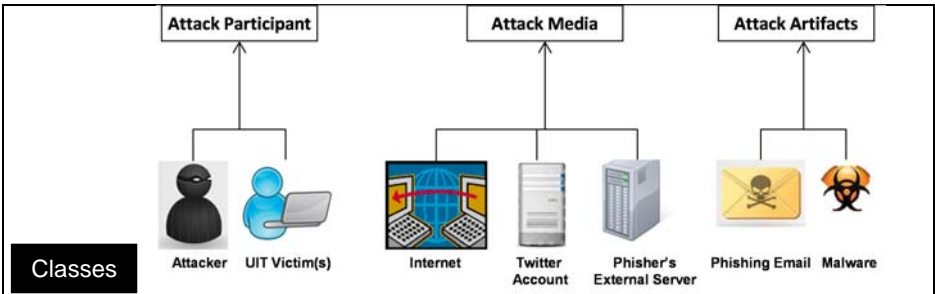 Attack Participant
Attack Media
Attack Artifacts
Classes
Attacker
UIT Victim(s)
Internet
Twitter
Account
Phisher's
External Server
Phishing Email
Malware